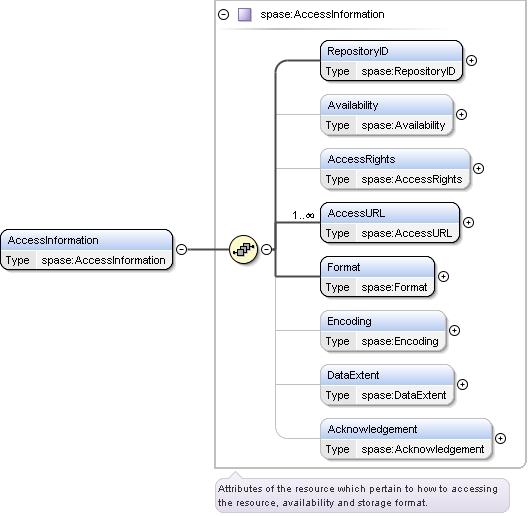 spase:AccessInformation
RepositoryID
Type spase:RepositoryID
Availability
Type spase:Availability
AccessRights
Type spase:AccessRights
1..∞
AccessURL
Type spase:AccessURL
AccessInformation
Type spase:AccessInformation
Format
Type spase:Format
Encoding
Type spase:Encoding
DataExtent
Type spase:DataExtent
Acknowledgement
Type spase:Acknowledgement
Attributes of the resource which pertain to how to accessing
the resource, availability and storage format.